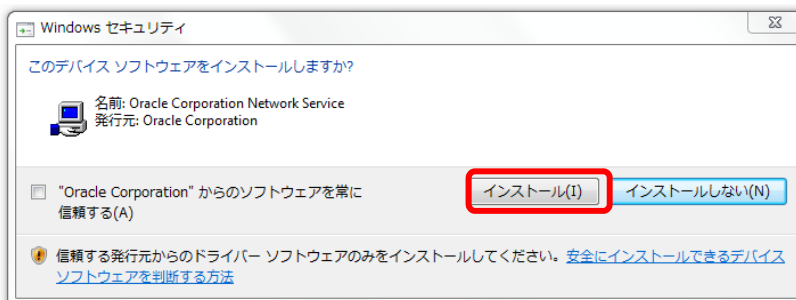 Windows セキュリティ
このデバイス ソフトウェアをインストールしますか?
名前: Oracle Corporation Network Service
発行元: Oracle Corporation
"Oracle Corporation" からのソフトウェアを常に
信頼する(A)
インストール(I)
インストールしない(N)
信頼する発行元からのドライバー ソフトウェアのみをインストールしてください。安全にインストールできるデバイス
ソフトウェアを判断する方法